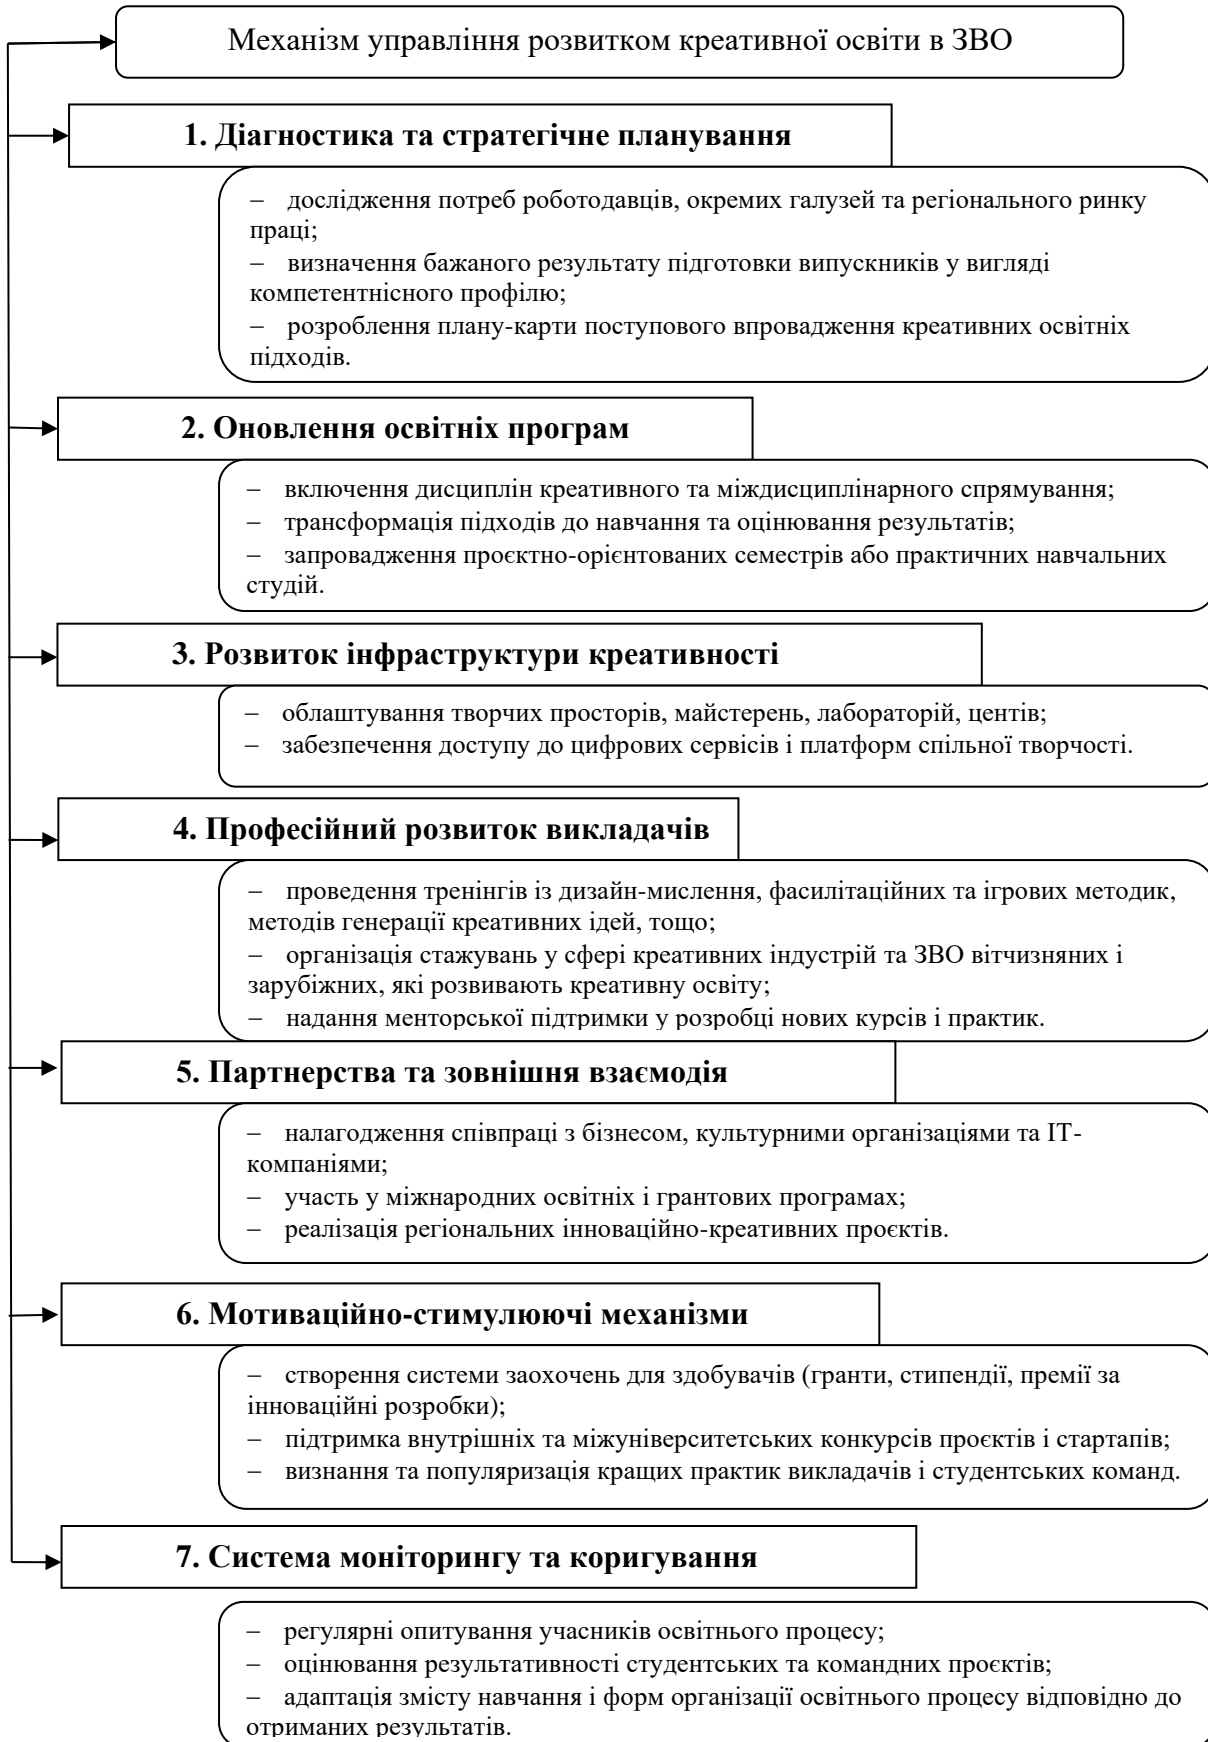 Механізм управління розвитком креативної освіти в ЗВО
1. Діагностика та стратегічне планування
– дослідження потреб роботодавців, окремих галузей та регіонального ринку
праці;
– визначення бажаного результату підготовки випускників у вигляді
компетентнісного профілю;
– розроблення плану-карти поступового впровадження креативних освітніх
підходів.
2. Оновлення освітніх програм
– включення дисциплін креативного та міждисциплінарного спрямування;
– трансформація підходів до навчання та оцінювання результатів;
– запровадження проєктно-орієнтованих семестрів або практичних навчальних
студій.
3. Розвиток інфраструктури креативності
– облаштування творчих просторів, майстерень, лабораторій, центів;
– забезпечення доступу до цифрових сервісів і платформ спільної творчості.
4. Професійний розвиток викладачів
– проведення тренінгів із дизайн-мислення, фасилітаційних та ігрових методик,
методів генерації креативних ідей, тощо;
– організація стажувань у сфері креативних індустрій та ЗВО вітчизняних і
зарубіжних, які розвивають креативну освіту;
– надання менторської підтримки у розробці нових курсів і практик.
5. Партнерства та зовнішня взаємодія
– налагодження співпраці з бізнесом, культурними організаціями та ІТ-
компаніями;
– участь у міжнародних освітніх і грантових програмах;
– реалізація регіональних інноваційно-креативних проєктів.
6. Мотиваційно-стимулюючі механізми
– створення системи заохочень для здобувачів (гранти, стипендії, премії за
інноваційні розробки);
– підтримка внутрішніх та міжуніверситетських конкурсів проєктів і стартапів;
– визнання та популяризація кращих практик викладачів і студентських команд.
7. Система моніторингу та коригування
– регулярні опитування учасників освітнього процесу;
– оцінювання результативності студентських та командних проєктів;
– адаптація змісту навчання і форм організації освітнього процесу відповідно до
отриманих результатів.